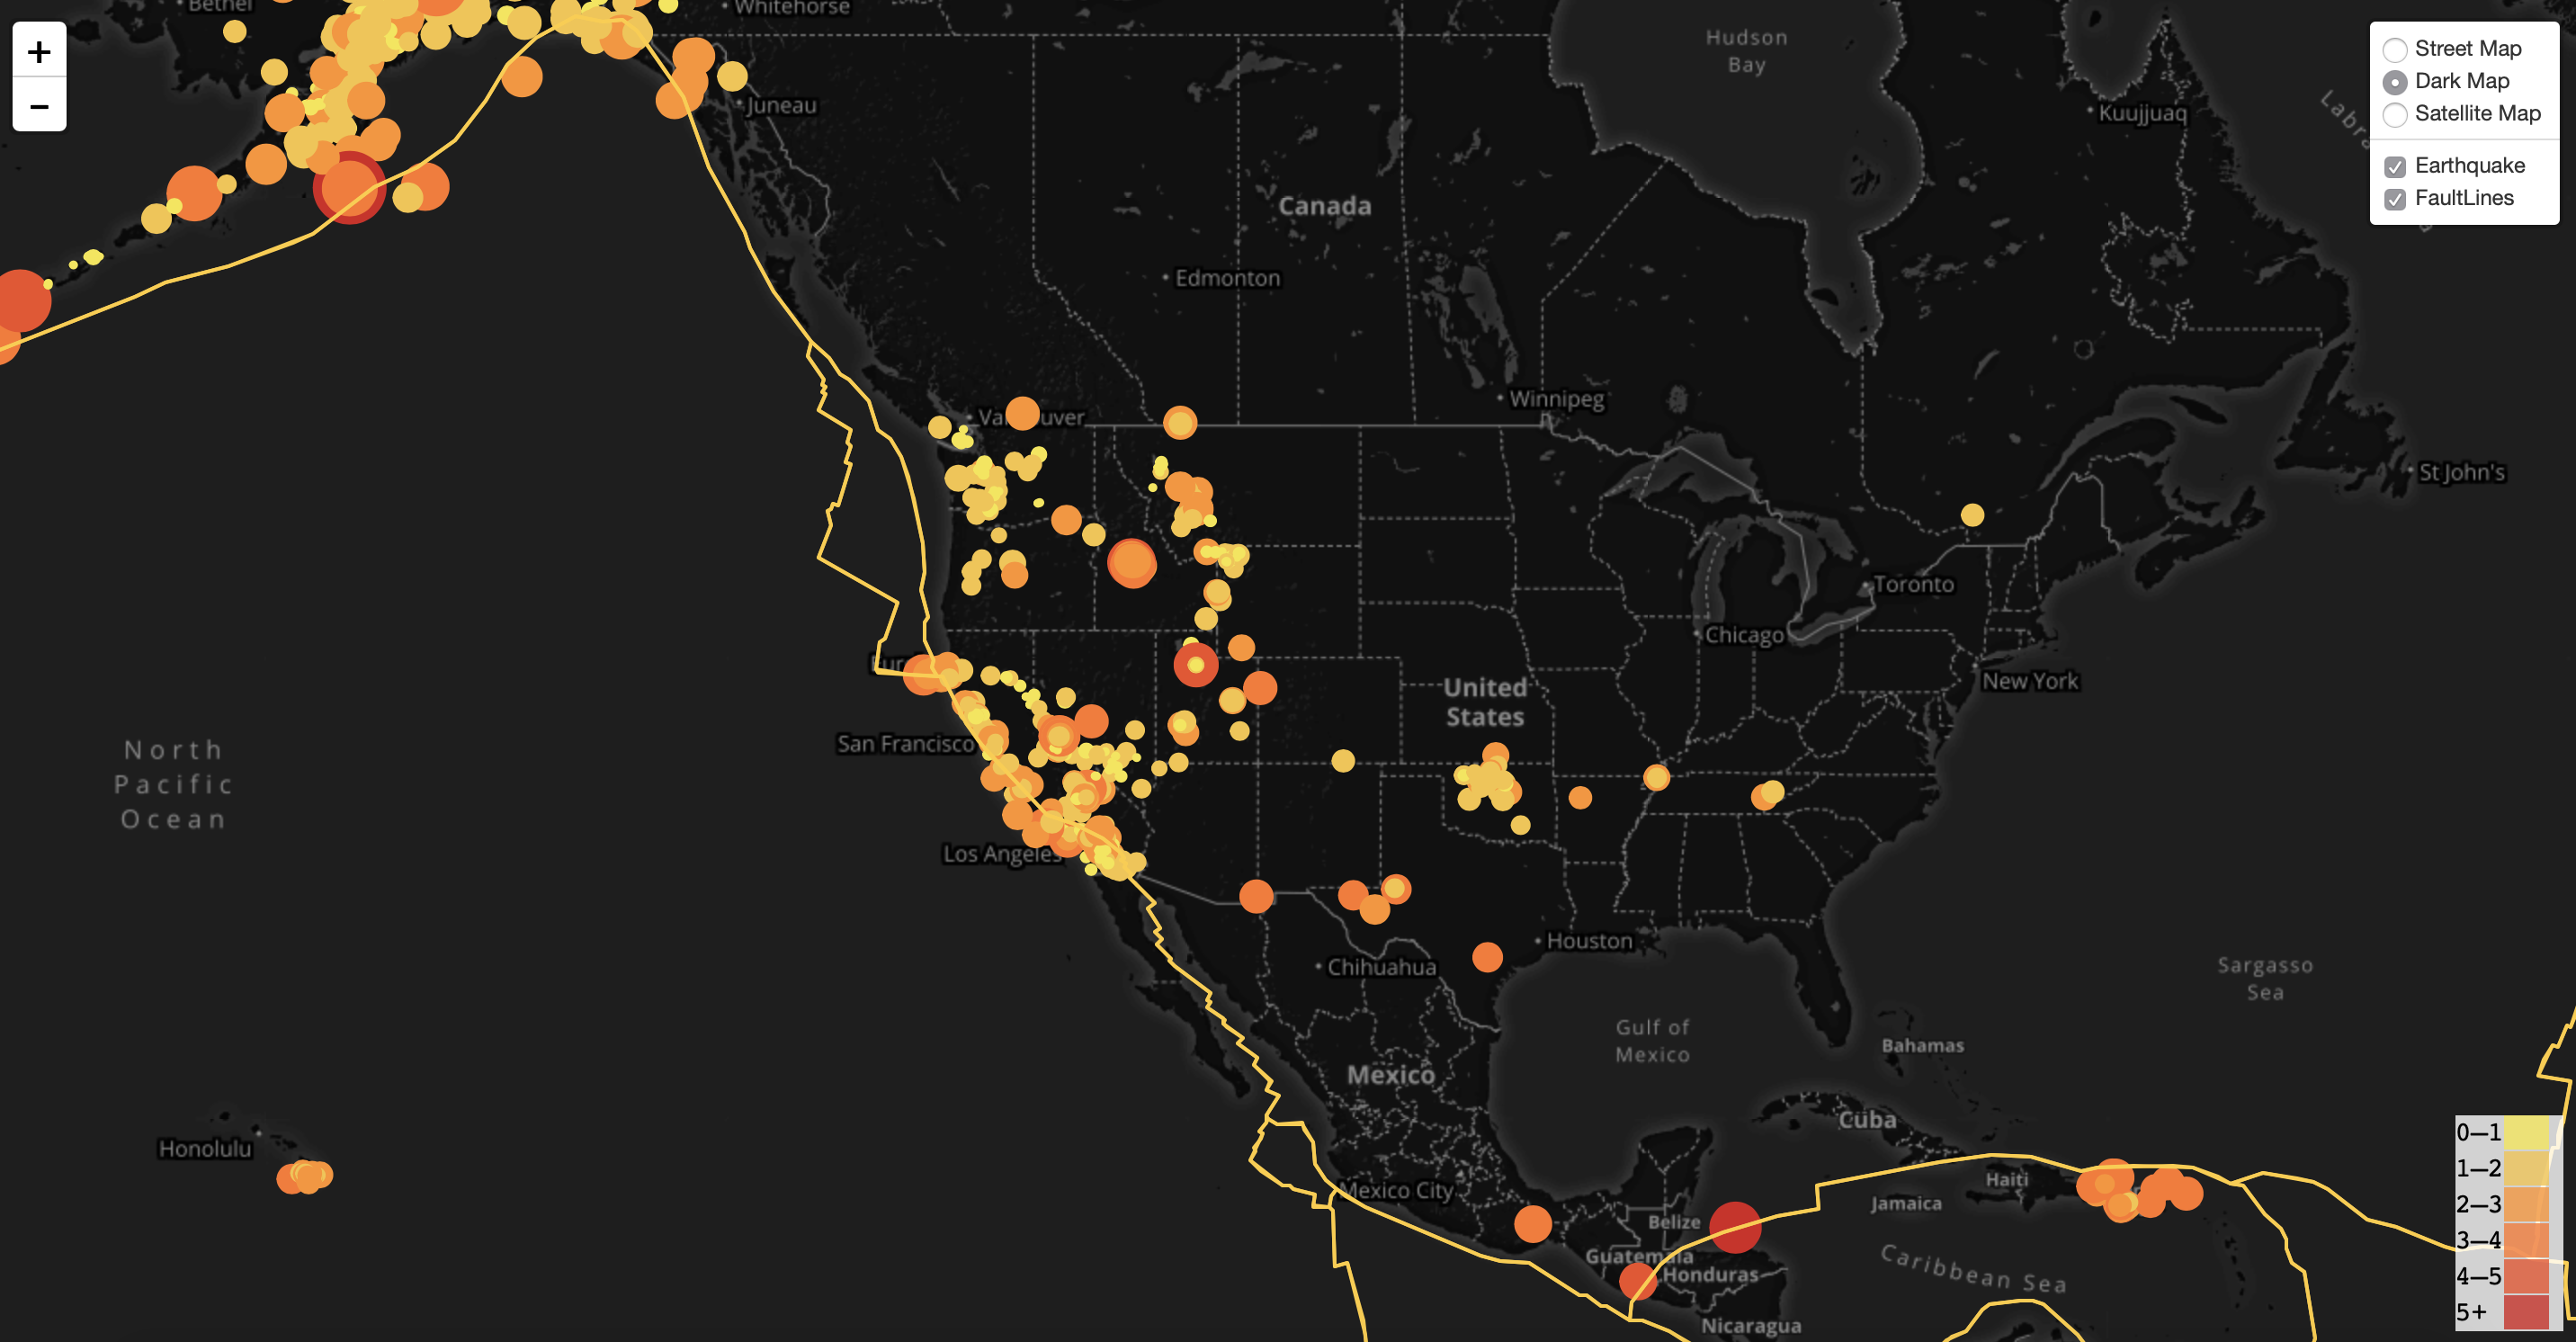 Bethel
Whitehorse
Hudson
Bay
+
−
Street Map
Dark Map
Satellite Map
Earthquake
FaultLines
Juneau
Kuujjuaq
Canada
Edmonton
Winnipeg
St John's
Toronto
Chicago
New York
United
States
San Francisco
North
Pacific
Ocean
Los Angeles
Houston
Chihuahua
Sargasso
Sea
Gulf of
Mexico
Bahamas
Mexico
Cuba
Honolulu
Mexico City
Haiti
Jamaica
Belize
Guatemala
Honduras
Caribbean Sea
Nicaragua
0–1
1–2
2–3
3–4
4–5
5+